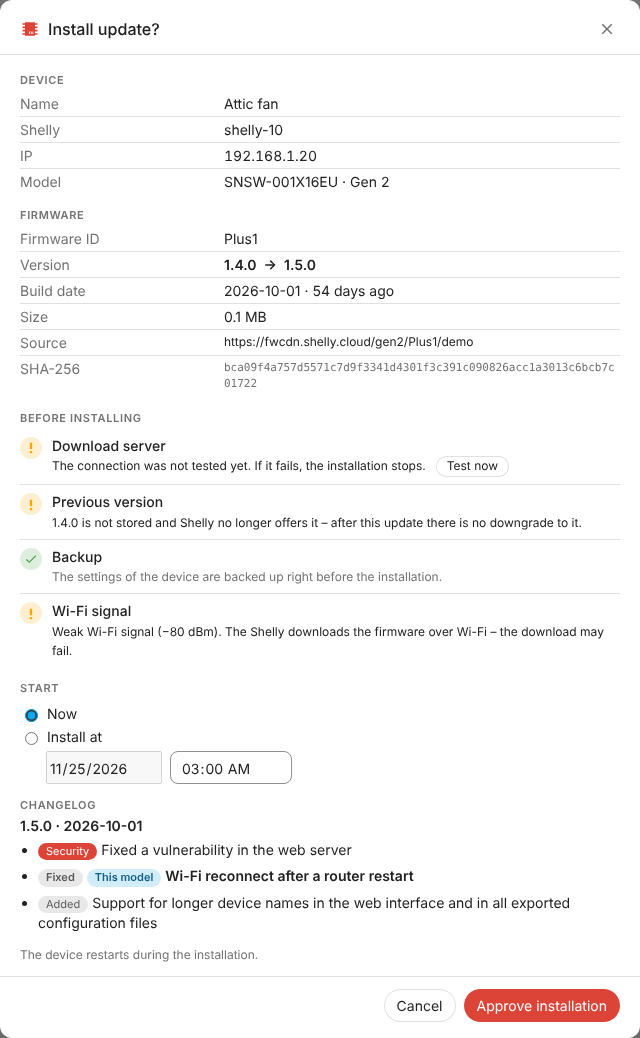 Install update?
DEVICE
Name Attic fan
Shelly shelly-10
IP 192.168.1.20
Model SNSW-001X16EU · Gen 2
FIRMWARE
Firmware ID Plus1
Version 1.4.0 → 1.5.0
Build date 2026-10-01 · 54 days ago
Size 0.1 MB
Source https://fwcdn.shelly.cloud/gen2/Plus1/demo
SHA-256 bca09f4a757d5571c7d9f3341d4301f3c391c090826acc1a3013c6bcb7c
01722
BEFORE INSTALLING
Download server
The connection was not tested yet. If it fails, the installation stops. Test now
Previous version
1.4.0 is not stored and Shelly no longer offers it – after this update there is no downgrade to it.
Backup
The settings of the device are backed up right before the installation.
Wi-Fi signal
Weak Wi-Fi signal (−80 dBm). The Shelly downloads the firmware over Wi-Fi – the download may
fail.
START
Now
Install at
11/25/2026 03:00 AM
CHANGELOG
1.5.0 · 2026-10-01
• Security Fixed a vulnerability in the web server
• Fixed This model Wi-Fi reconnect after a router restart
• Added Support for longer device names in the web interface and in all exported
configuration files
The device restarts during the installation.
Cancel Approve installation